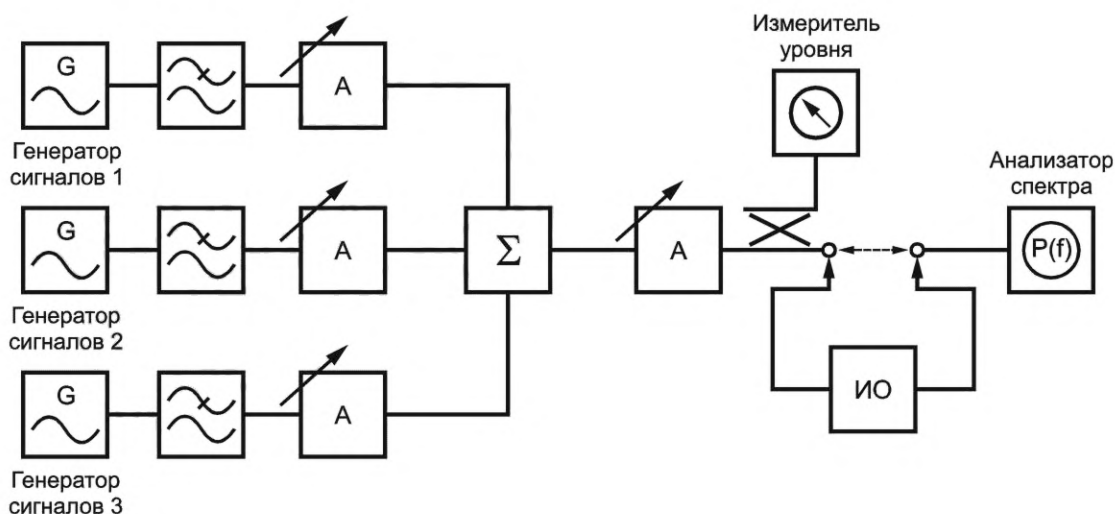 G
A
Генератор
сигналов 1
Измеритель
уровня
G
A
Σ
A
Анализатор
спектра
P(f)
Генератор
сигналов 2
G
A
ИО
Генератор
сигналов 3